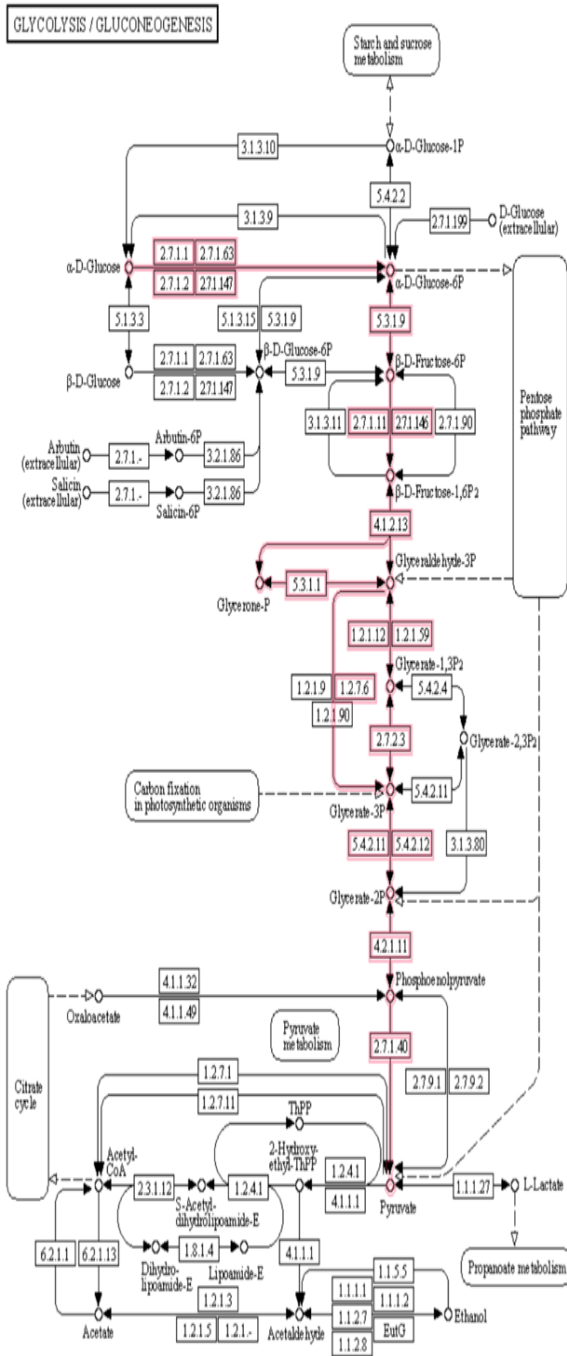 GLYCOLYSIS / GLUCONEOGENESIS
Starch and sucrose
metabolism
3.1.3.10
α-D-Glucose-1P
5.4.2.2
3.1.3.9
2.7.1.199
D-Glucose
(extracellular)
α-D-Glucose
2.7.1.1
2.7.1.63
2.7.1.2
2.7.1.147
α-D-Glucose-6P
5.1.3.3
5.1.3.15
5.3.1.9
5.3.1.9
β-D-Glucose-6P
β-D-Fructose-6P
β-D-Glucose
2.7.1.1
2.7.1.63
2.7.1.2
2.7.1.147
5.3.1.9
Pentose
phosphate
pathway
3.1.3.11
2.7.1.11
2.7.1.146
2.7.1.90
Arbutin
(extracellular)
2.7.1.-
Arbutin-6P
3.2.1.86
Salicin
(extracellular)
2.7.1.-
Salicin-6P
3.2.1.86
β-D-Fructose-1,6P2
4.1.2.13
Glyceraldehyde-3P
5.3.1.1
Glycerone-P
1.2.1.12
1.2.1.59
Glycerate-1,3P2
1.2.1.9
1.2.7.6
1.2.1.90
5.4.2.4
2.7.2.3
Glycerate-2,3P2
Carbon fixation
in photosynthetic organisms
Glycerate-3P
5.4.2.11
5.4.2.11
5.4.2.12
3.1.3.80
Glycerate-2P
4.2.1.11
4.1.1.32
Oxaloacetate
4.1.1.49
Phosphoenolpyruvate
Pyruvate
metabolism
2.7.1.40
Citrate
cycle
1.2.7.1
1.2.7.11
2.7.9.1
2.7.9.2
ThPP
Acetyl-
CoA
2-Hydroxy-
ethyl-ThPP
2.3.1.12
S-Acetyl-
dihydrolipoamide-E
1.2.4.1
1.2.4.1
4.1.1.1
Pyruvate
1.1.1.27
L-Lactate
6.2.1.1
6.2.1.13
1.8.1.4
Dihydro-
lipoamide-E
Lipoamide-E
4.1.1.1
Propanoate metabolism
1.1.5.5
1.1.1.1
1.1.1.2
1.2.1.3
Acetate
1.2.1.5
1.2.1.-
Acetaldehyde
1.1.2.7
EutG
1.1.2.8
Ethanol